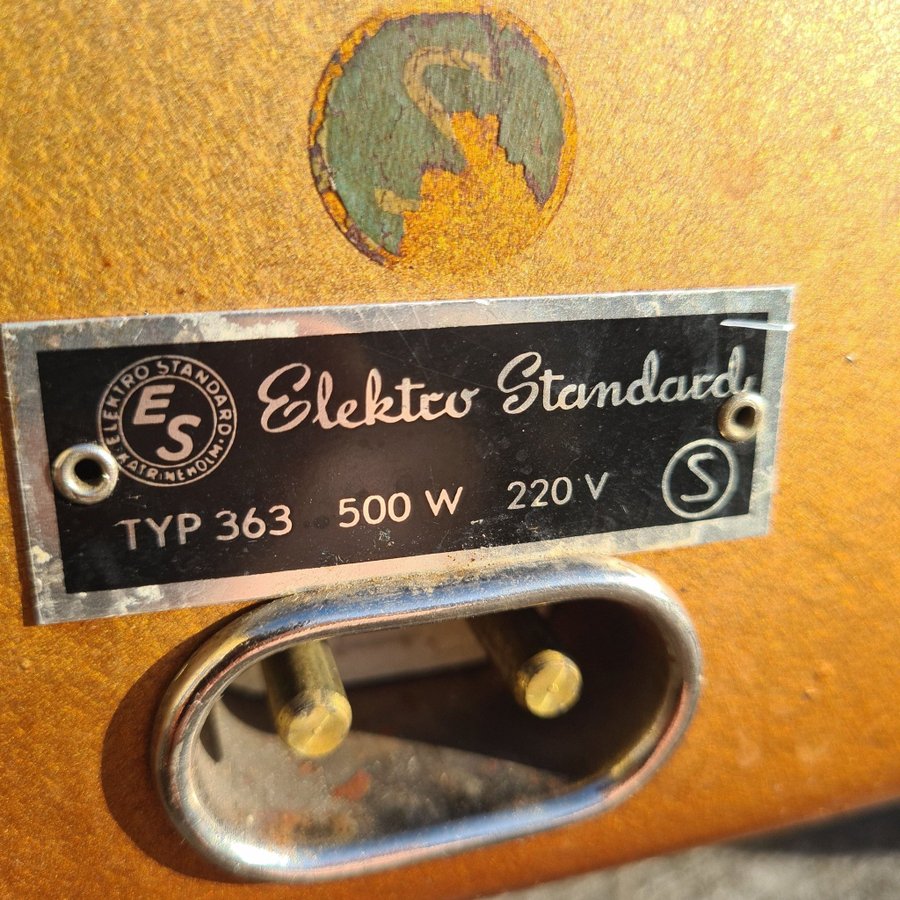 S
ELEKTRO STANDARD
ES
KATRINEHOLM
Elektro Standard
TYP 363 500 W 220 V
S